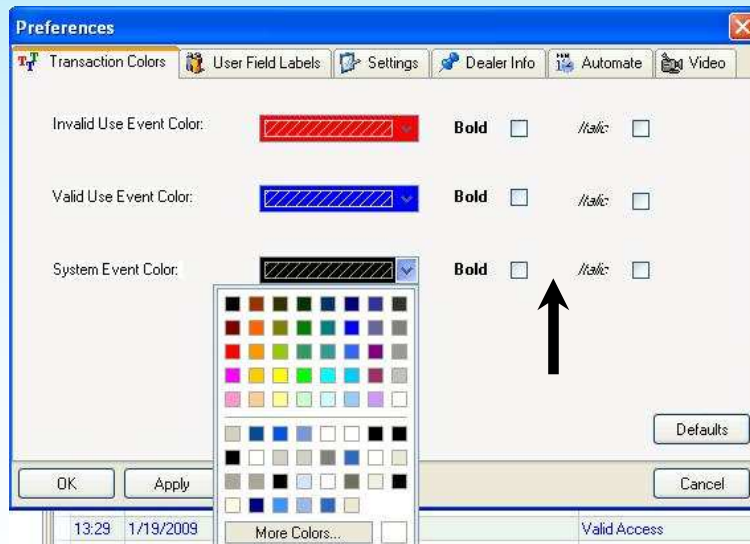 Preferences
Transaction Colors User Field Labels Settings Dealer Info Automate Video
Invalid Use Event Color: Bold Italic
Valid Use Event Color: Bold Italic
System Event Color: Bold Italic
Defaults
OK Apply Cancel
13:29 1/19/2009 More Colors... Valid Access